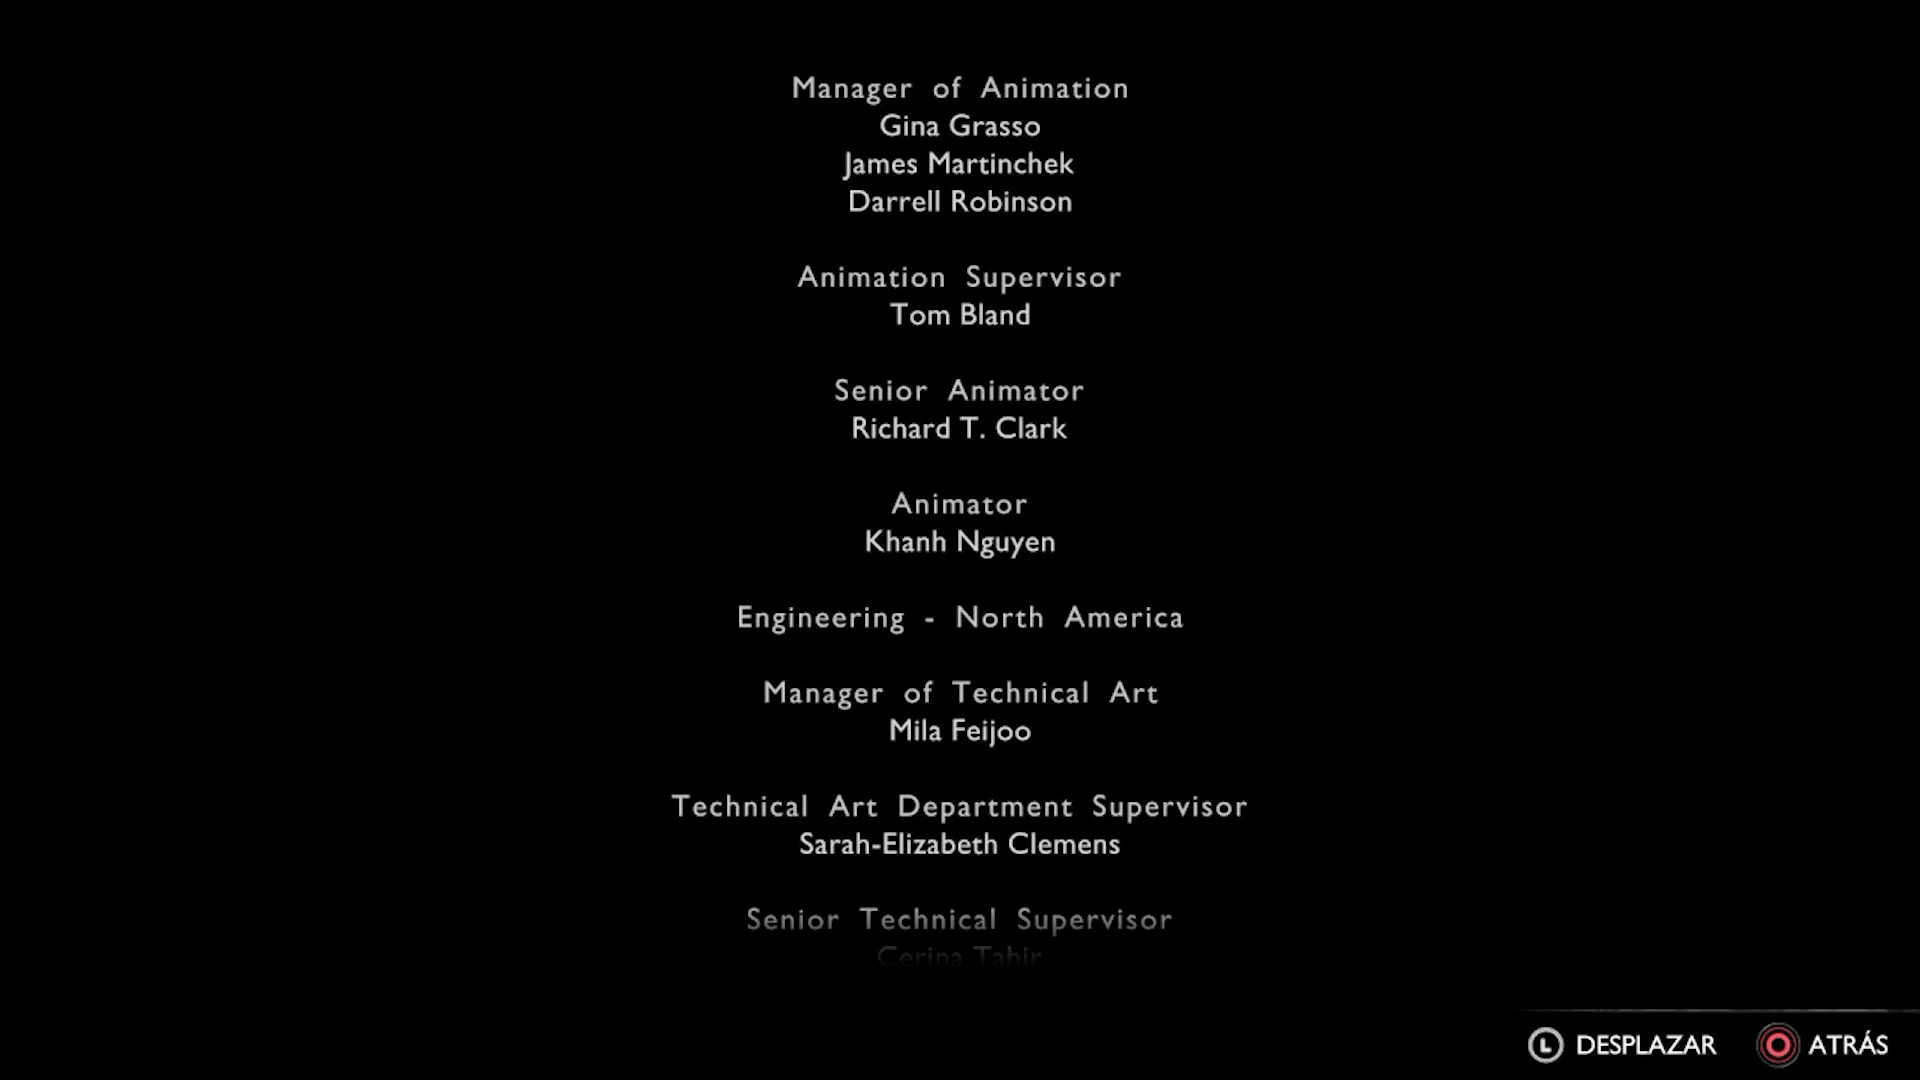 Manager of Animation
Gina Grasso
James Martinchek
Darrell Robinson
Animation Supervisor
Tom Bland
Senior Animator
Richard T. Clark
Animator
Khanh Nguyen
Engineering - North America
Manager of Technical Art
Mila Feijoo
Technical Art Department Supervisor
Sarah-Elizabeth Clemens
Senior Technical Supervisor
Cerina Tahir
L DESPLAZAR
ATRÁS